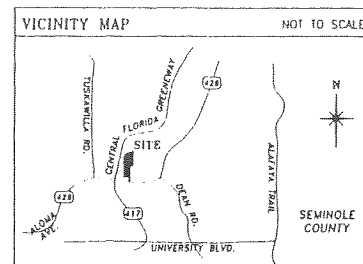 VICINITY MAP NOT TO SCALE
TUSKAWILLA RD.
CENTRAL FLORIDA GREENEWAY
426
N
SITE
ALAFAYA TRAIL
426
ALOMA AVE.
417
DEAN RD.
SEMINOLE COUNTY
UNIVERSITY BLVD.